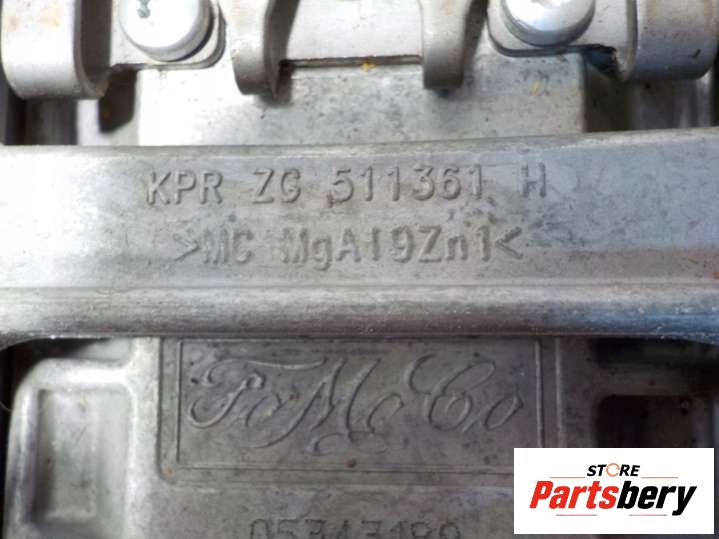 KPR ZG 511361 H
>MC MgAl9Zn1<
FoMoCo
STORE
Partsbery